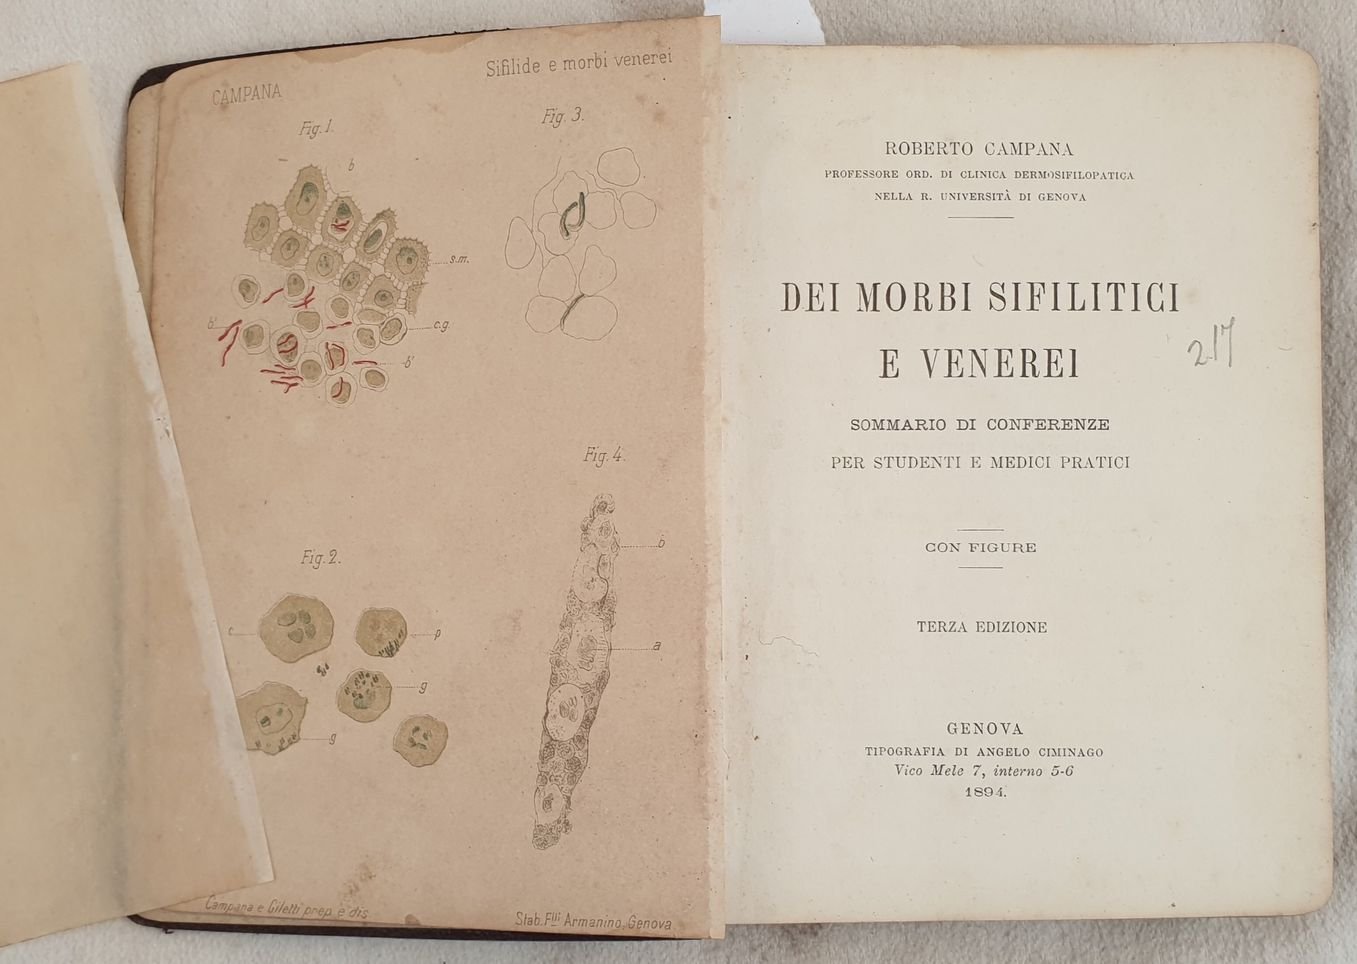 CAMPANA
Sifilide e morbi venerei
Fig. 1.
b
s.m.
c.g.
b'
b'
Fig. 3.
Fig. 2.
c
p
g
g
Fig. 4.
b
a
Campana e Giletti prep. e dis.
Stab. Flli Armanino, Genova
ROBERTO CAMPANA
PROFESSORE ORD. DI CLINICA DERMOSIFILOPATICA
NELLA R. UNIVERSITÀ DI GENOVA
DEI MORBI SIFILITICI
E VENEREI
217
SOMMARIO DI CONFERENZE
PER STUDENTI E MEDICI PRATICI
CON FIGURE
TERZA EDIZIONE
GENOVA
TIPOGRAFIA DI ANGELO CIMINAGO
Vico Mele 7, interno 5-6
1894.